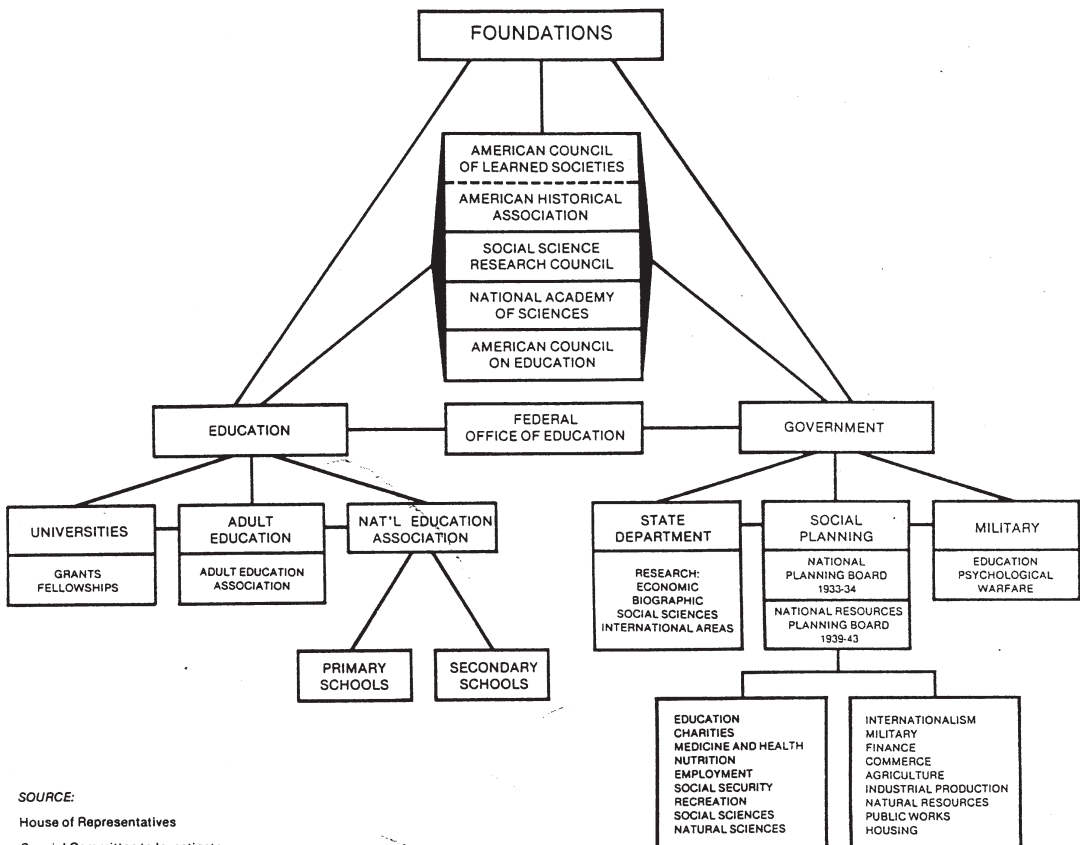 FOUNDATIONS
AMERICAN COUNCIL
OF LEARNED SOCIETIES
AMERICAN HISTORICAL
ASSOCIATION
SOCIAL SCIENCE
RESEARCH COUNCIL
NATIONAL ACADEMY
OF SCIENCES
AMERICAN COUNCIL
ON EDUCATION
EDUCATION
FEDERAL
OFFICE OF EDUCATION
GOVERNMENT
UNIVERSITIES
GRANTS
FELLOWSHIPS
ADULT
EDUCATION
ADULT EDUCATION
ASSOCIATION
NAT'L EDUCATION
ASSOCIATION
PRIMARY
SCHOOLS
SECONDARY
SCHOOLS
STATE
DEPARTMENT
RESEARCH:
ECONOMIC
BIOGRAPHIC
SOCIAL SCIENCES
INTERNATIONAL AREAS
SOCIAL
PLANNING
NATIONAL
PLANNING BOARD
1933-34
NATIONAL RESOURCES
PLANNING BOARD
1939-43
MILITARY
EDUCATION
PSYCHOLOGICAL
WARFARE
EDUCATION
CHARITIES
MEDICINE AND HEALTH
NUTRITION
EMPLOYMENT
SOCIAL SECURITY
RECREATION
SOCIAL SCIENCES
NATURAL SCIENCES
INTERNATIONALISM
MILITARY
FINANCE
COMMERCE
AGRICULTURE
INDUSTRIAL PRODUCTION
NATURAL RESOURCES
PUBLIC WORKS
HOUSING
SOURCE:
House of Representatives